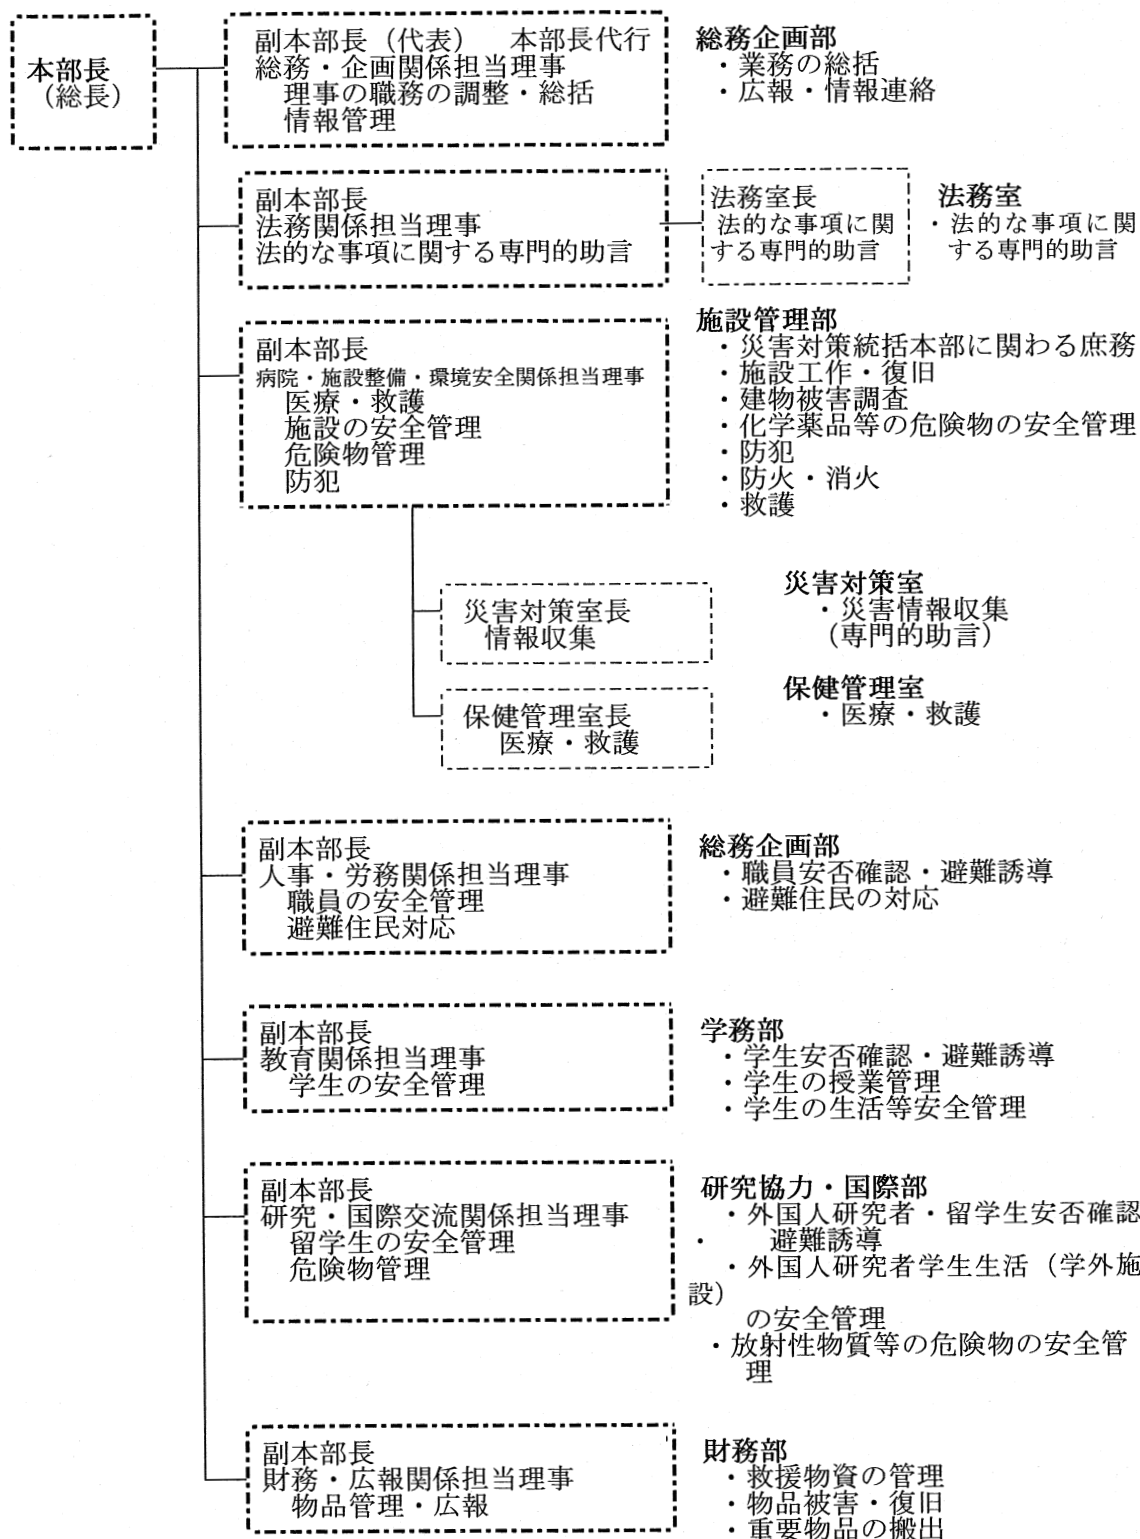 本部長
（総長）
副本部長（代表）　本部長代行
総務・企画関係担当理事
理事の職務の調整・総括
情報管理
総務企画部
・業務の総括
・広報・情報連絡
副本部長
法務関係担当理事
法的な事項に関する専門的助言
法務室長
法的な事項に関
する専門的助言
法務室
・法的な事項に関
する専門的助言
副本部長
病院・施設整備・環境安全関係担当理事
医療・救護
施設の安全管理
危険物管理
防犯
施設管理部
・災害対策統括本部に関わる庶務
・施設工作・復旧
・建物被害調査
・化学薬品等の危険物の安全管理
・防犯
・防火・消火
・救護
災害対策室長
情報収集
災害対策室
・災害情報収集
（専門的助言）
保健管理室長
医療・救護
保健管理室
・医療・救護
副本部長
人事・労務関係担当理事
職員の安全管理
避難住民対応
総務企画部
・職員安否確認・避難誘導
・避難住民の対応
副本部長
教育関係担当理事
学生の安全管理
学務部
・学生安否確認・避難誘導
・学生の授業管理
・学生の生活等安全管理
副本部長
研究・国際交流関係担当理事
留学生の安全管理
危険物管理
研究協力・国際部
・外国人研究者・留学生安否確認
・　　避難誘導
・外国人研究者学生生活（学外施
設）
の安全管理
・放射性物質等の危険物の安全管
理
副本部長
財務・広報関係担当理事
物品管理・広報
財務部
・救援物資の管理
・物品被害・復旧
・重要物品の搬出